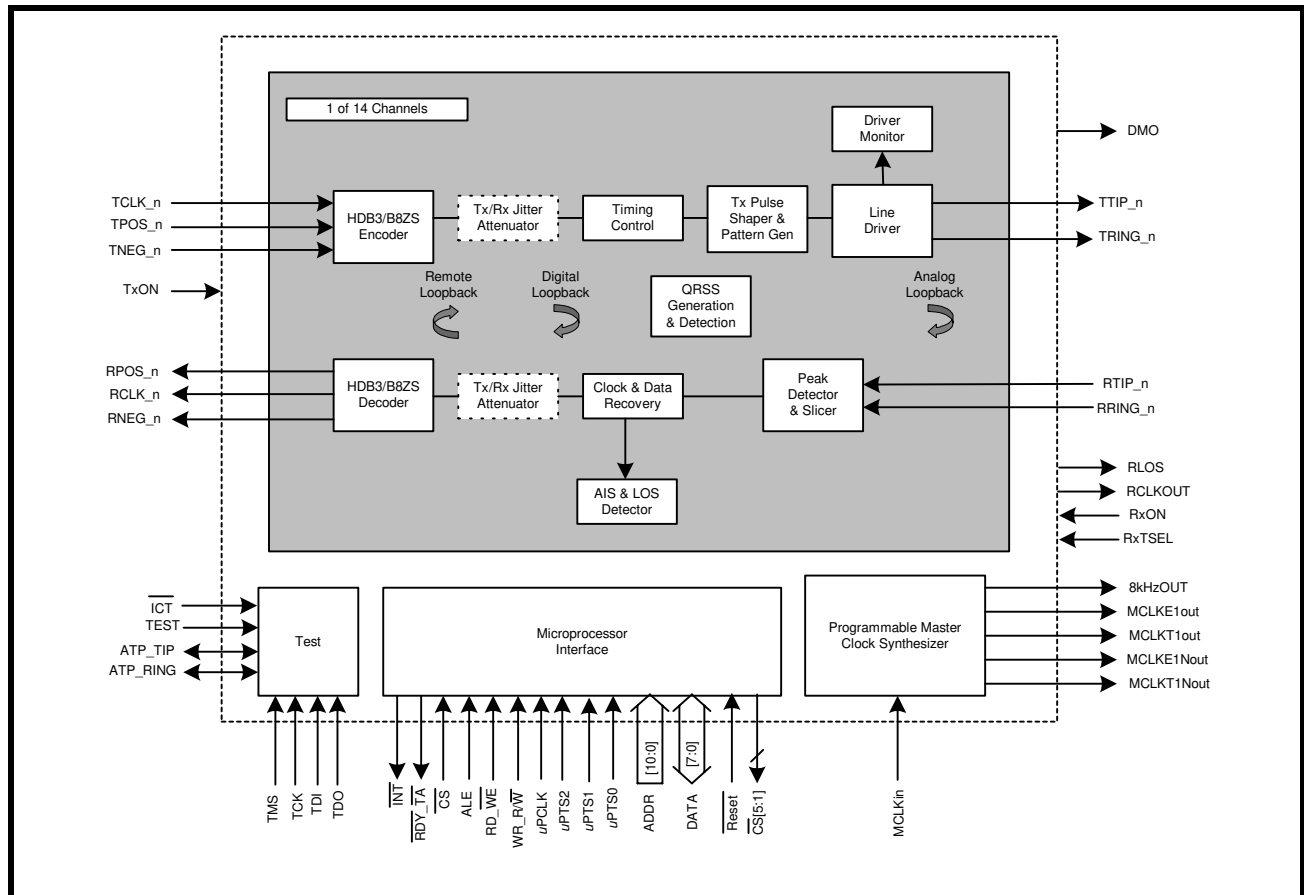 1 of 14 Channels
Driver
Monitor
DMO
TCLK_n
TPOS_n
TNEG_n
HDB3/B8ZS
Encoder
Tx/Rx Jitter
Attenuator
Timing
Control
Tx Pulse
Shaper &
Pattern Gen
Line
Driver
TTIP_n
TRING_n
TxON
Remote
Loopback
Digital
Loopback
QRSS
Generation
& Detection
Analog
Loopback
RPOS_n
RCLK_n
RNEG_n
HDB3/B8ZS
Decoder
Tx/Rx Jitter
Attenuator
Clock & Data
Recovery
Peak
Detector
& Slicer
RTIP_n
RRING_n
AIS & LOS
Detector
RLOS
RCLKOUT
RxON
RxTSEL
ICT
TEST
ATP_TIP
ATP_RING
Test
Microprocessor
Interface
Programmable Master
Clock Synthesizer
8kHzOUT
MCLKE1out
MCLKT1out
MCLKE1Nout
MCLKT1Nout
TMS
TCK
TDI
TDO
INT
RDY_TA
CS
ALE
RD_WE
WR_R/W
uPCLK
uPTS2
uPTS1
uPTS0
[10:0]
ADDR
[7:0]
DATA
Reset
CS[5:1]
MCLKin